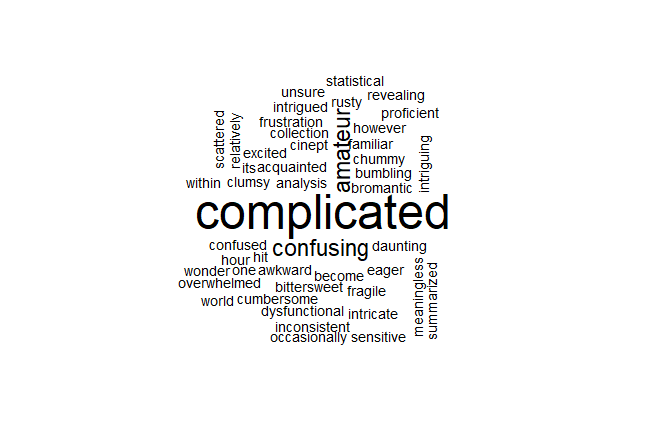 statistical
unsure
revealing
intrigued
rusty
proficient
scattered
relatively
frustration
amateur
however
collection
cinept
familiar
intriguing
excited
chummy
its
acquainted
bumbling
within
clumsy
analysis
bromantic
complicated
confused
confusing
daunting
hour
hit
wonder
one
awkward
become
eager
meaningless
summarized
overwhelmed
bittersweet
fragile
world
cumbersome
dysfunctional
intricate
inconsistent
occasionally
sensitive